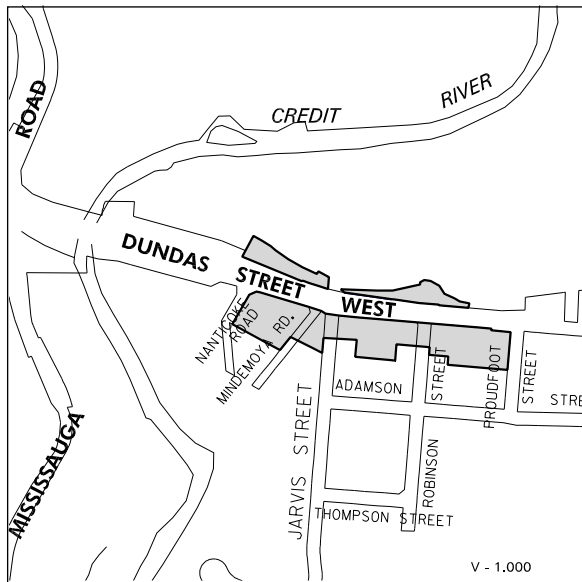 ROAD
CREDIT
RIVER
DUNDAS STREET WEST
NANTICOKE
ROAD
MINDEMOYA RD.
ADAMSON
STREET
PROUDFOOT
STREET
STRE
JARVIS STREET
ROBINSON
MISSISSAUGA
THOMPSON STREET
V - 1.000